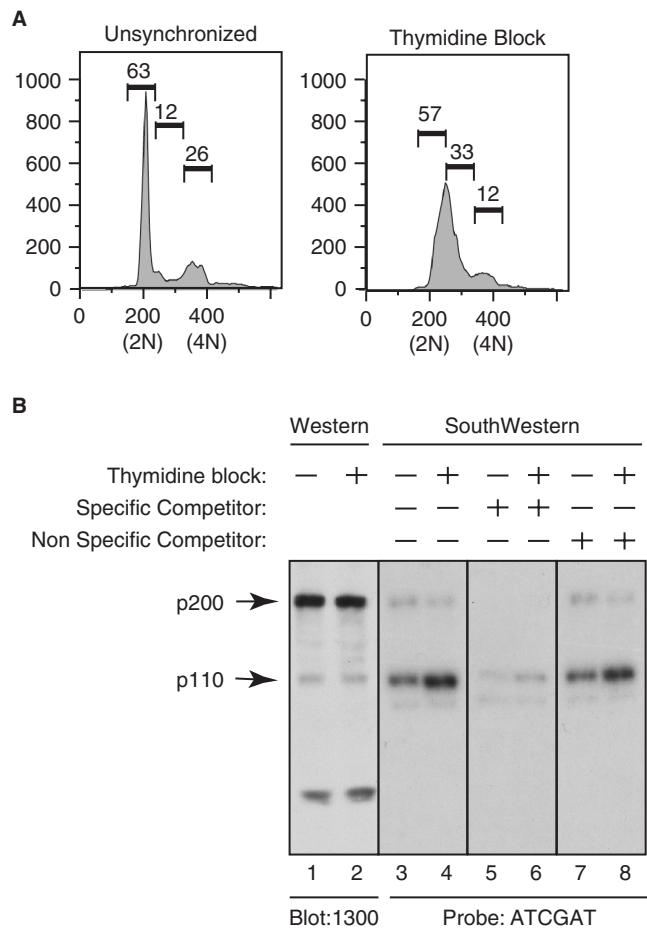 A
Unsynchronized
Thymidine Block
1000
800
600
400
200
0
63
12
26
0
200
400
(2N)
(4N)
1000
800
600
400
200
0
57
33
12
0
200
400
(2N)
(4N)
B
Western
SouthWestern
Thymidine block: — + — + — + — +
Specific Competitor: — — + + — —
Non Specific Competitor: — — — — + +
p200
p110
1 2 3 4 5 6 7 8
Blot:1300
Probe: ATCGAT